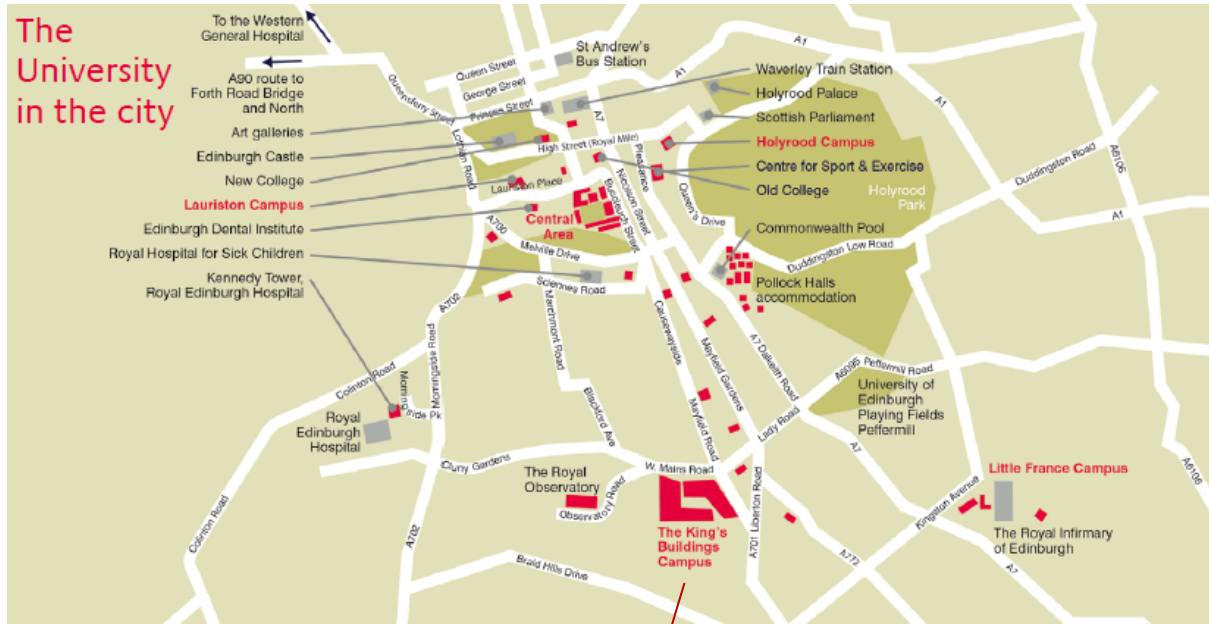 The
University
in the city
To the Western
General Hospital
A90 route to
Forth Road Bridge
and North
Art galleries
Edinburgh Castle
New College
Lauriston Campus
Edinburgh Dental Institute
Royal Hospital for Sick Children
Kennedy Tower,
Royal Edinburgh Hospital
St Andrew's
Bus Station
Queen Street
George Street
Princes Street
Queensferry Street
Lothian Road
A1
A7
A1
Waverley Train Station
Holyrood Palace
Scottish Parliament
Holyrood Campus
Centre for Sport & Exercise
Old College
Holyrood
Park
High Street (Royal Mile)
Pleasance
Nicolson Street
Buccleuch Street
Lauriston Place
Central
Area
Queen's Drive
Commonwealth Pool
Pollock Halls
accommodation
Duddingston Low Road
Duddingston Road
A1
A1
A6106
A6106
A700
Melville Drive
A702
Sciennes Road
Marchmont Road
Causewayside
Mayfield Gardens
A7 Dalkeith Road
A6095 Peffermill Road
University of
Edinburgh
Playing Fields
Peffermill
Colinton Road
Morningside Road
Morning
side Pk
Royal
Edinburgh
Hospital
Blackford Ave
Mayfield Road
Lady Road
A7
Cluny Gardens
W. Mains Road
The Royal
Observatory
Observatory Road
The King's
Buildings
Campus
A701 Liberton Road
A772
Kingston Avenue
Little France Campus
The Royal Infirmary
of Edinburgh
A7
Colinton Road
A702
Braid Hills Drive